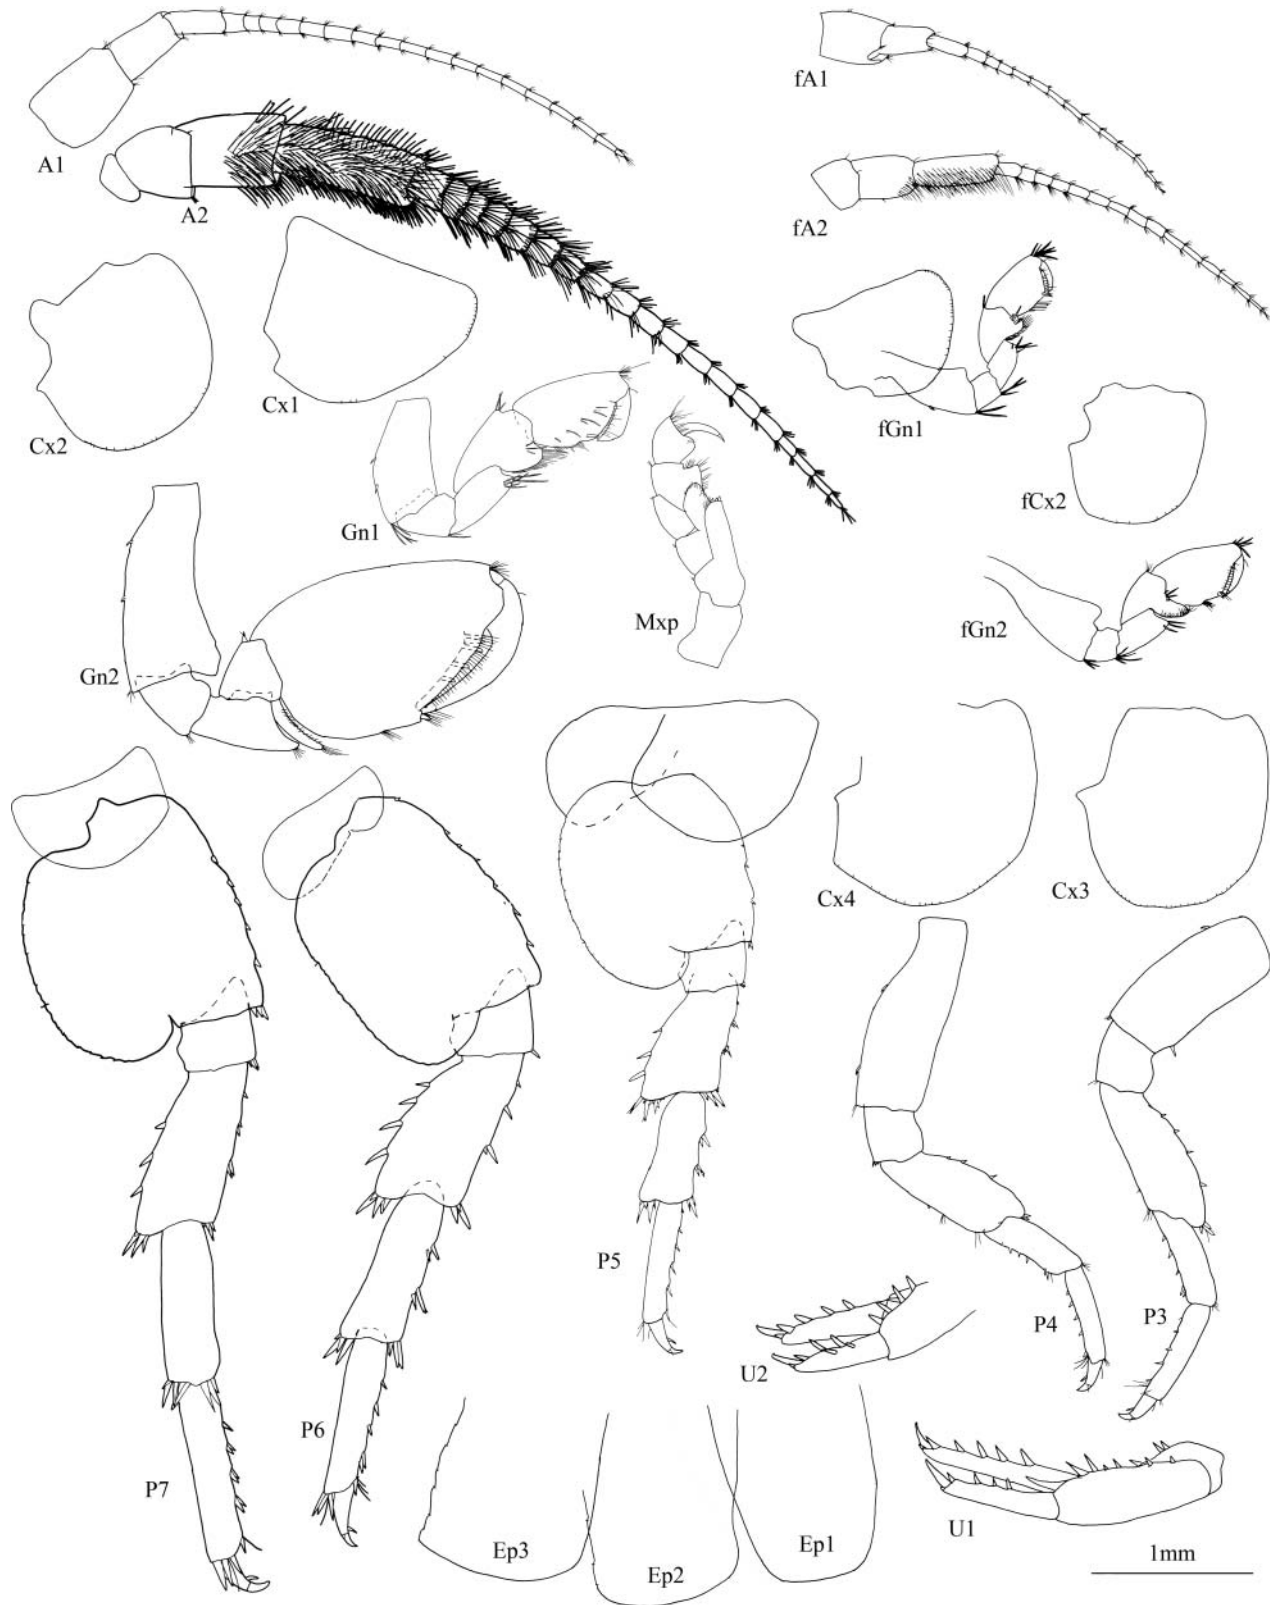 fA1
A1
A2
fA2
Cx1
fGn1
Cx2
fCx2
Gn1
Mxp
fGn2
Gn2
Cx4
Cx3
P5
P4
P3
U2
P6
P7
U1
Ep3
Ep2
Ep1
1mm